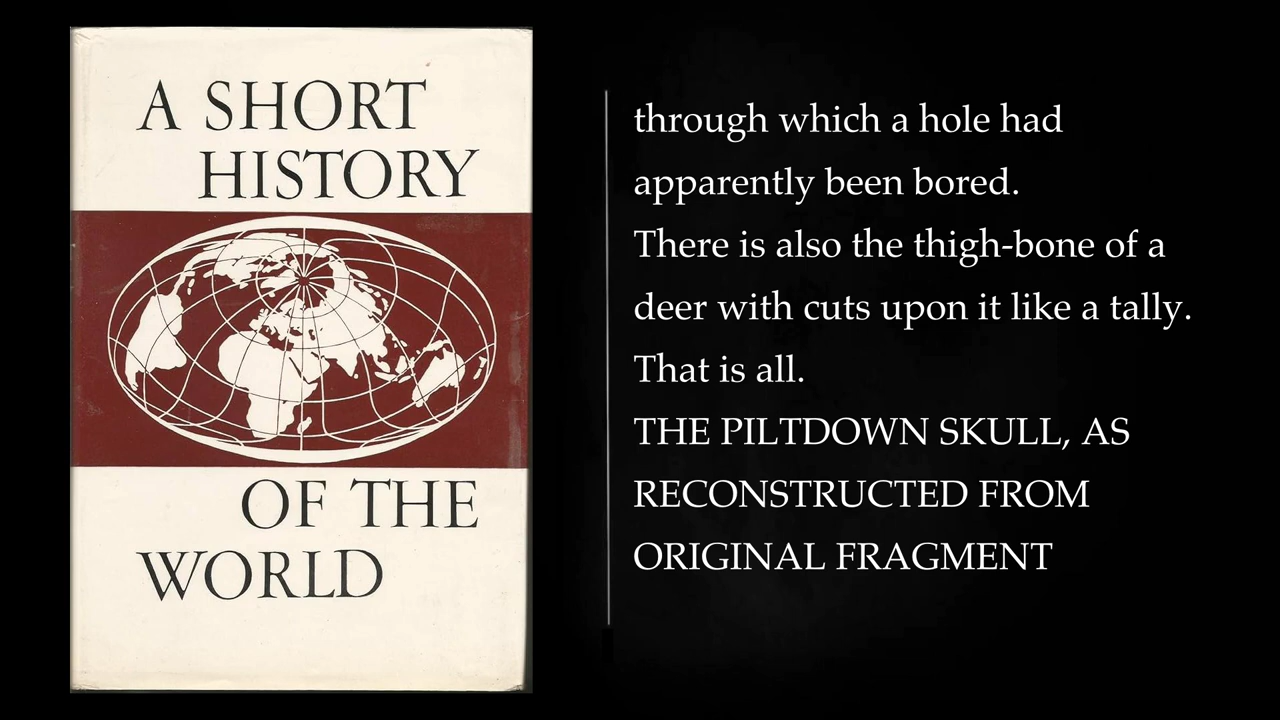 A SHORT
HISTORY
OF THE
WORLD
through which a hole had
apparently been bored.
There is also the thigh-bone of a
deer with cuts upon it like a tally.
That is all.
THE PILTDOWN SKULL, AS
RECONSTRUCTED FROM
ORIGINAL FRAGMENT